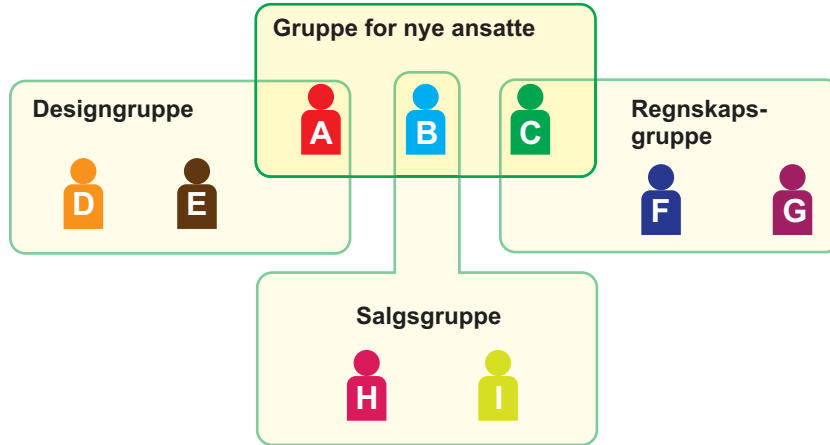 Gruppe for nye ansatte
Designgruppe
A
B
C
Regnskaps-
gruppe
D
E
F
G
Salgsgruppe
H
I